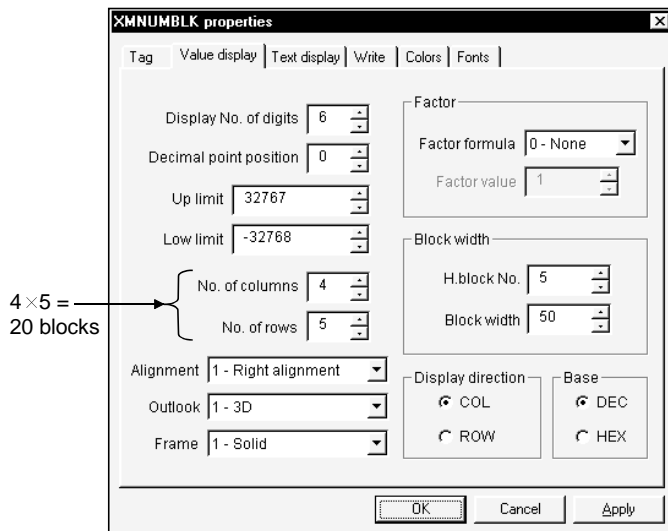 XMNUMBLK properties
Tag
Value display
Text display
Write
Colors
Fonts
Display No. of digits 6
Decimal point position 0
Up limit 32767
Low limit -32768
4×5 =
20 blocks
No. of columns 4
No. of rows 5
Alignment 1 - Right alignment
Outlook 1 - 3D
Frame 1 - Solid
Factor
Factor formula 0 - None
Factor value 1
Block width
H.block No. 5
Block width 50
Display direction
COL
ROW
Base
DEC
HEX
OK
Cancel
Apply